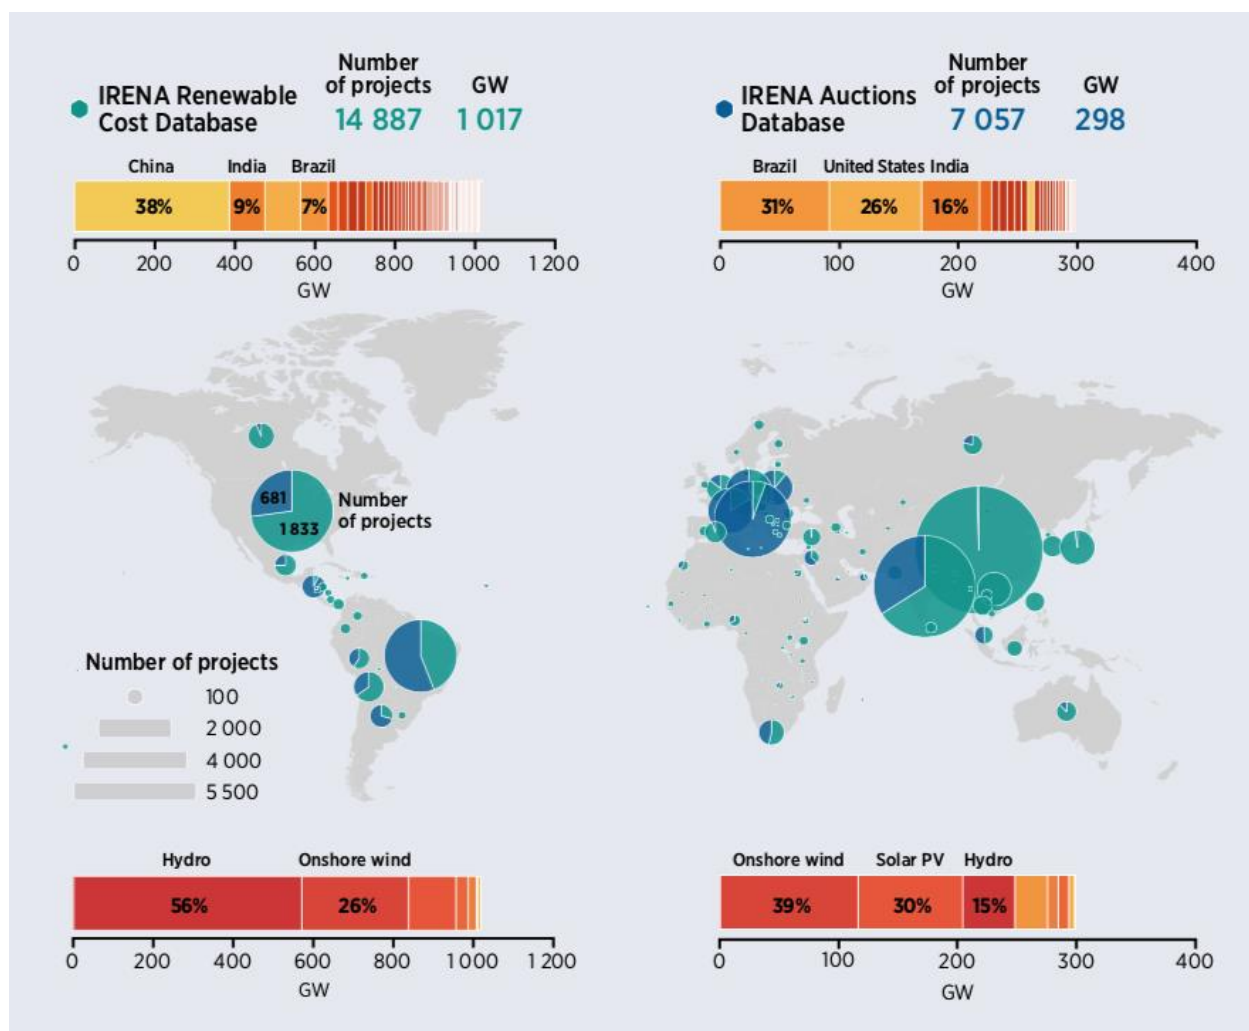 IRENA Renewable
Cost Database
Number
of projects
14 887
GW
1 017
China India Brazil
38% 9% 7%
0 200 400 600 800 1 000 1 200
GW
IRENA Auctions
Database
Number
of projects
7 057
GW
298
Brazil United States India
31% 26% 16%
0 100 200 300 400
GW
681
1 833
Number
of projects
Number of projects
100
2 000
4 000
5 500
Hydro Onshore wind
56% 26%
0 200 400 600 800 1 000 1 200
GW
Onshore wind Solar PV Hydro
39% 30% 15%
0 100 200 300 400
GW